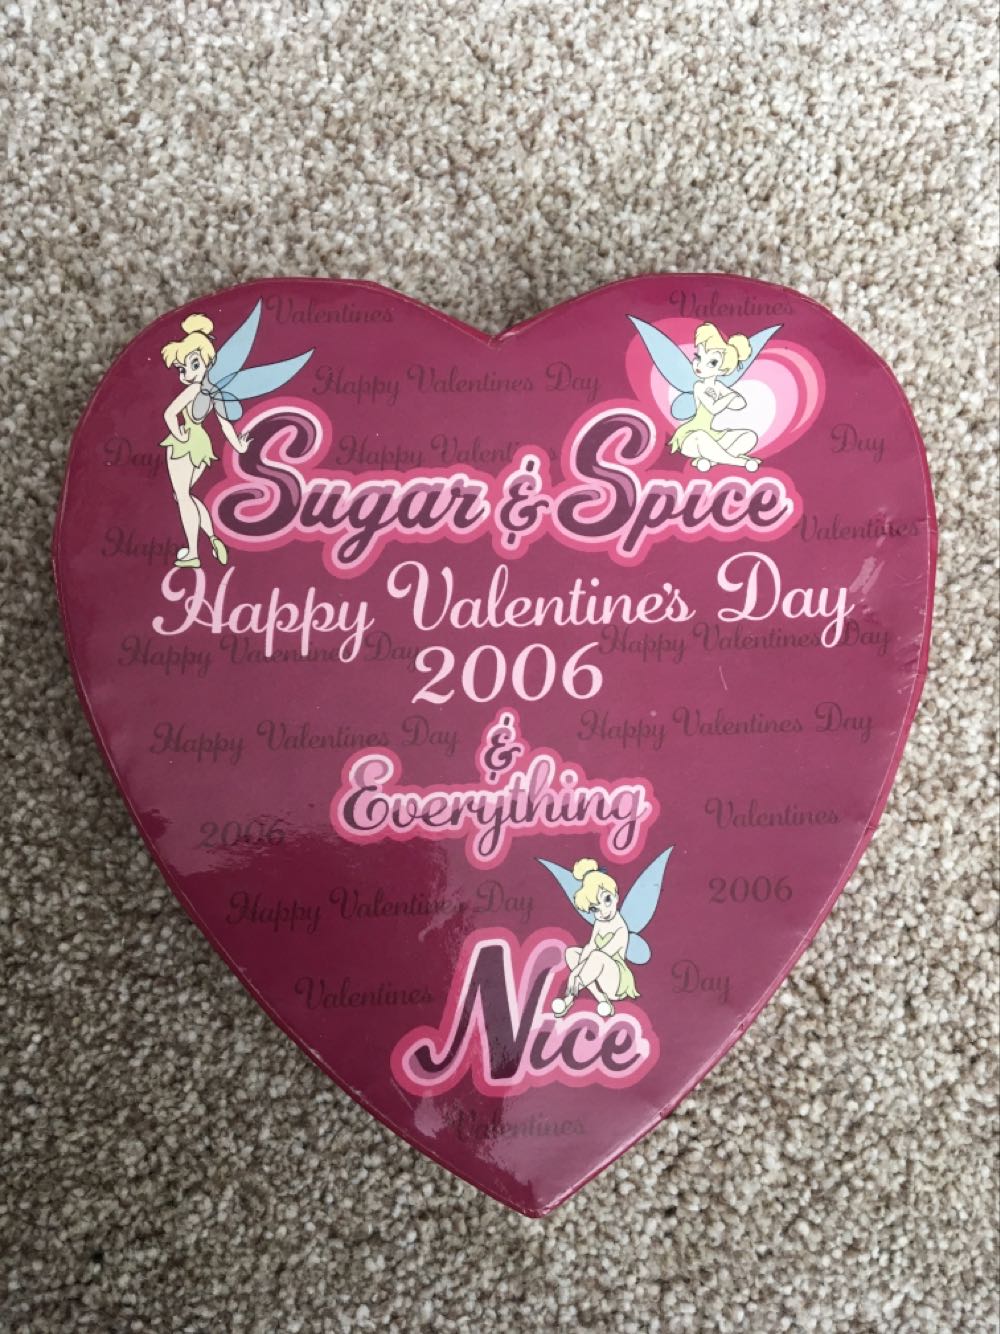 Valentines
Valentines
Happy Valentines Day
Day
Happy Valentines
Day
Sugar & Spice
Happy
Valentines
Happy Valentine's Day
Happy Valentines Day
Happy Valentines Day
2006
Happy Valentines Day
Happy Valentines Day
&
Everything
2006
Valentines
Happy Valentines Day
2006
Valentines
Day
Nice
Valentines